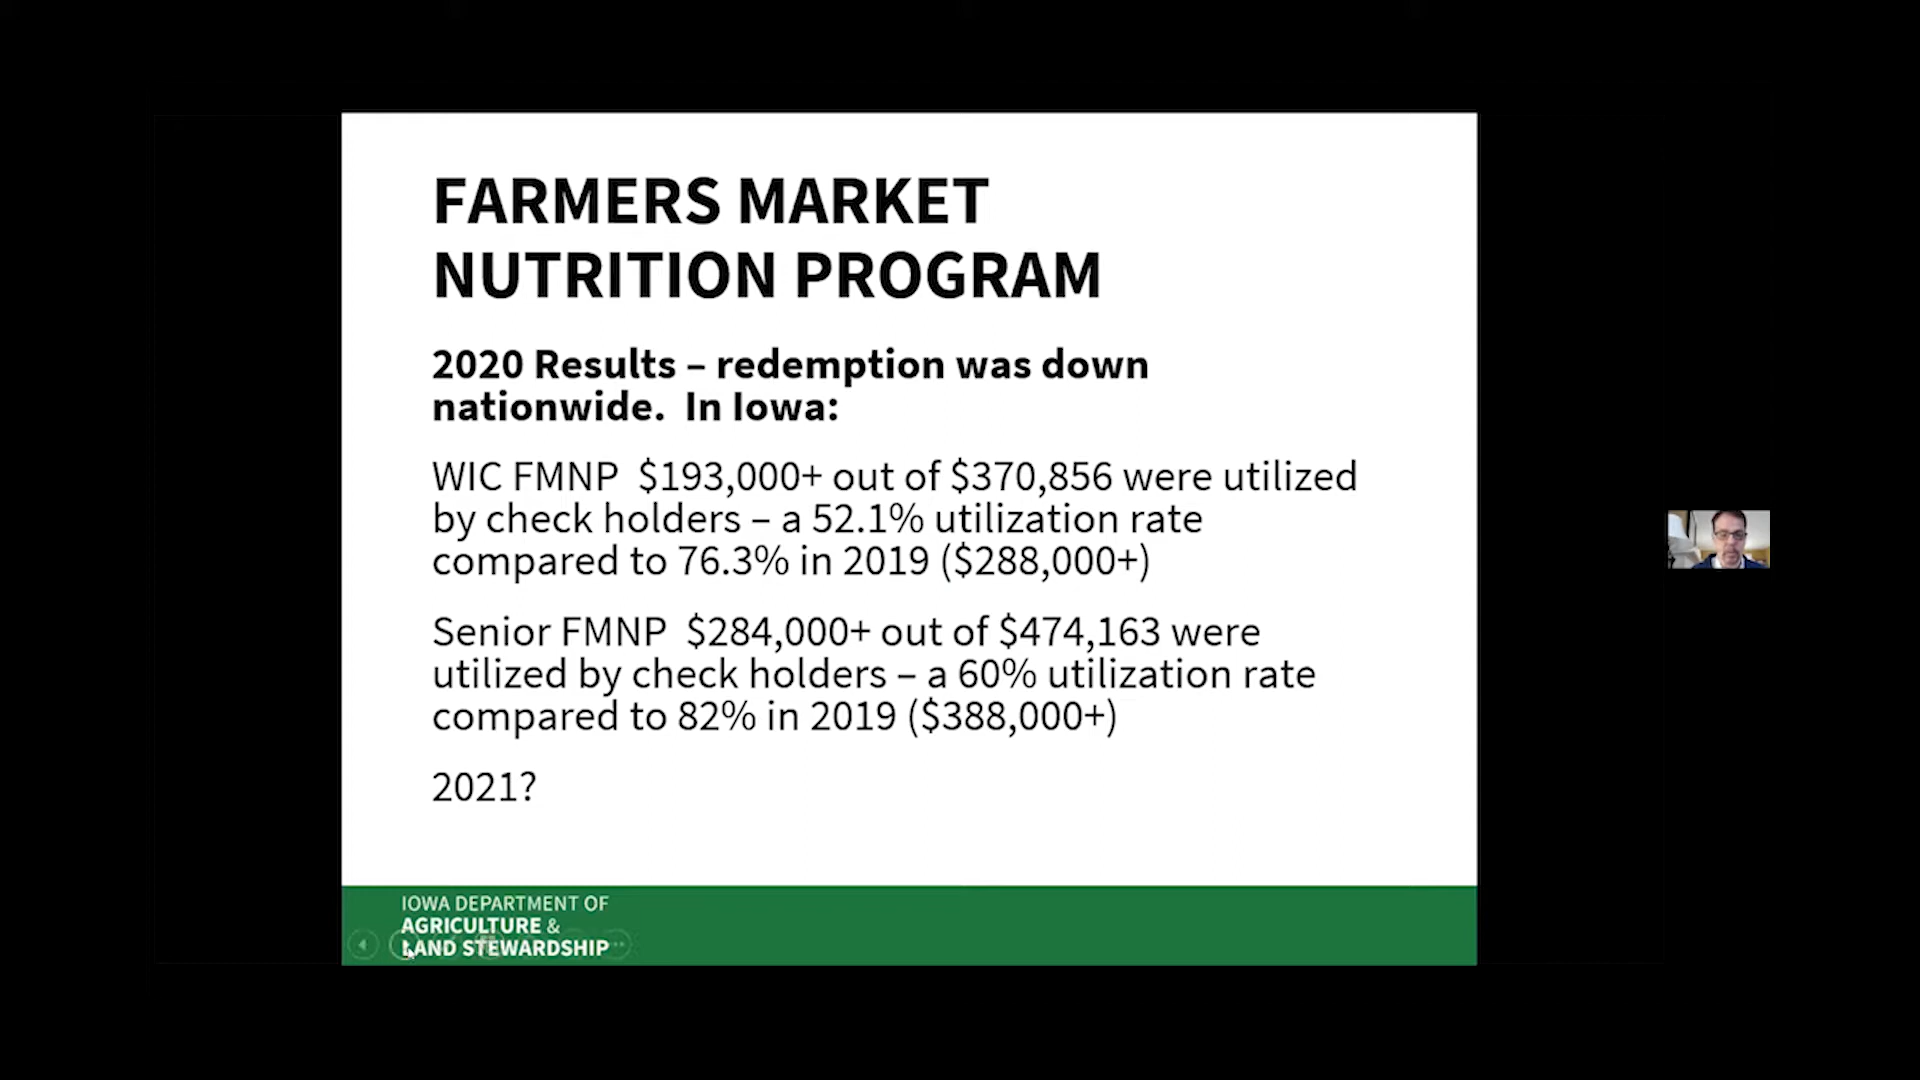 FARMERS MARKET
NUTRITION PROGRAM
2020 Results – redemption was down
nationwide.  In Iowa:
WIC FMNP  $193,000+ out of $370,856 were utilized
by check holders – a 52.1% utilization rate
compared to 76.3% in 2019 ($288,000+)
Senior FMNP  $284,000+ out of $474,163 were
utilized by check holders – a 60% utilization rate
compared to 82% in 2019 ($388,000+)
2021?
IOWA DEPARTMENT OF
AGRICULTURE &
LAND STEWARDSHIP